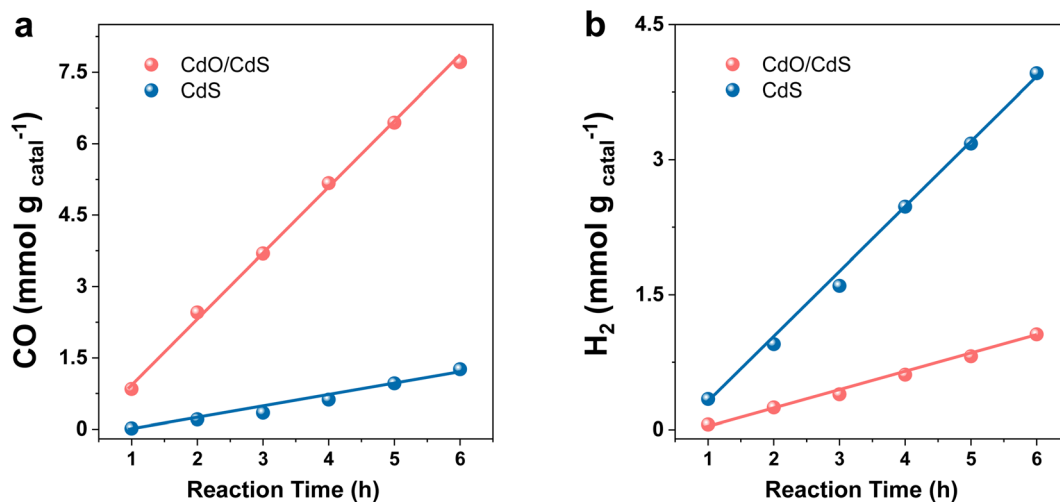 a
CdO/CdS
CdS
7.5
6
4.5
3
1.5
0
CO (mmol g catal⁻¹)
1 2 3 4 5 6
Reaction Time (h)
b
CdO/CdS
CdS
4.5
3
1.5
0
H₂ (mmol g catal⁻¹)
1 2 3 4 5 6
Reaction Time (h)